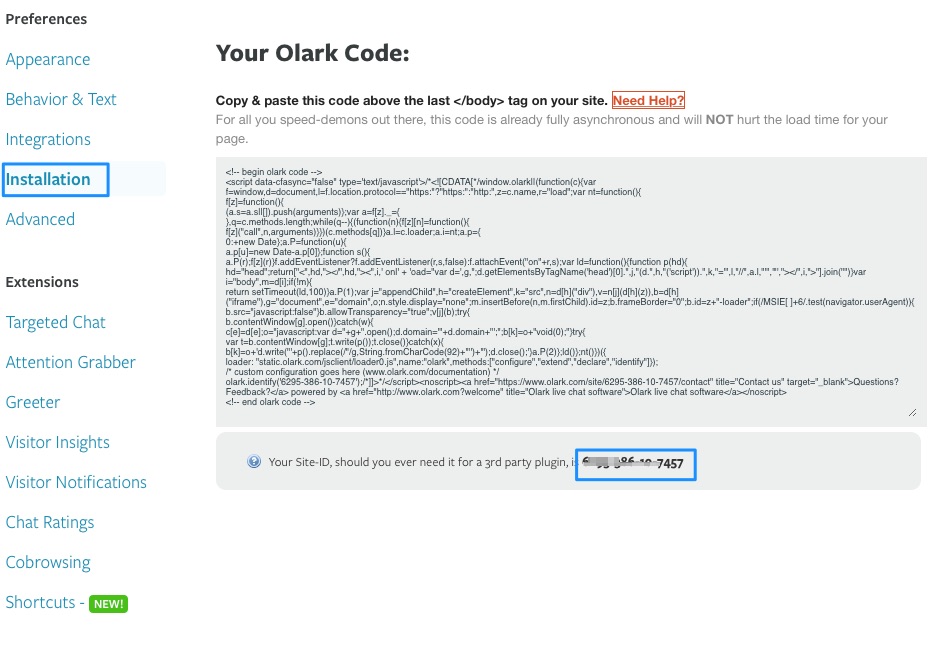 Preferences
Appearance
Behavior & Text
Integrations
Installation
Advanced
Extensions
Targeted Chat
Attention Grabber
Greeter
Visitor Insights
Visitor Notifications
Chat Ratings
Cobrowsing
Shortcuts - NEW!
Your Olark Code:
Copy & paste this code above the last </body> tag on your site. Need Help?
For all you speed-demons out there, this code is already fully asynchronous and will NOT hurt the load time for your
page.
<!-- begin olark code -->
<script data-cfasync="false" type='text/javascript'>/*<![CDATA[*/window.olark||(function(c){var
f=window,d=document,l=f.location.protocol=="https:"?"https:":"http:",z=c.name,r="load";var nt=function(){
f[z]=function(){
(a.s=a.s||[]).push(arguments)};var a=f[z]._={
},q=c.methods.length;while(q--){(function(n){f[z][n]=function(){
f[z]("call",n,arguments)}})(c.methods[q])}a.l=c.loader;a.i=nt;a.p={
0:+new Date};a.P=function(u){
a.p[u]=new Date-a.p[0]};function s(){
a.P(r);f[z](r)}f.addEventListener?f.addEventListener(r,s,false):f.attachEvent("on"+r,s);var ld=function(){function p(hd){
hd="head";return["<",hd,"></",hd,"><",i,' onl' + 'oad="var d=',g,";d.getElementsByTagName('head')[0].",j,"(d.",h,"('script')).",k,"='",l,"//",a.l,"'",'"',"></",i,">"].join("")}var
i="body",m=d[i];if(!m){
return setTimeout(ld,100)}a.P(1);var j="appendChild",h="createElement",k="src",n=d[h]("div"),v=n[j](d[h](z)),b=d[h]
("iframe"),g="document",e="domain",o;n.style.display="none";m.insertBefore(n,m.firstChild).id=z;b.frameBorder="0";b.id=z+"-loader";if(/MSIE[ ]+6/.test(navigator.userAgent)){
b.src="javascript:false"}b.allowTransparency="true";v[j](b);try{
b.contentWindow[g].open()}catch(w){
c[e]=d[e];o="javascript:var d="+g+".open();d.domain='"+d.domain+"';";b[k]=o+"void(0);"}try{
var t=b.contentWindow[g];t.write(p());t.close()}catch(x){
b[k]=o+'d.write("'+p().replace(/"/g,String.fromCharCode(92)+'"')+'");d.close();'}a.P(2)};ld()};nt()})({
loader: "static.olark.com/jsclient/loader0.js",name:"olark",methods:["configure","extend","declare","identify"]});
/* custom configuration goes here (www.olark.com/documentation) */
olark.identify('6295-386-10-7457');/*]]>*/</script><noscript><a href="https://www.olark.com/site/6295-386-10-7457/contact" title="Contact us" target="_blank">Questions?
Feedback?</a> powered by <a href="http://www.olark.com?welcome" title="Olark live chat software">Olark live chat software</a></noscript>
<!-- end olark code -->
Your Site-ID, should you ever need it for a 3rd party plugin, -7457